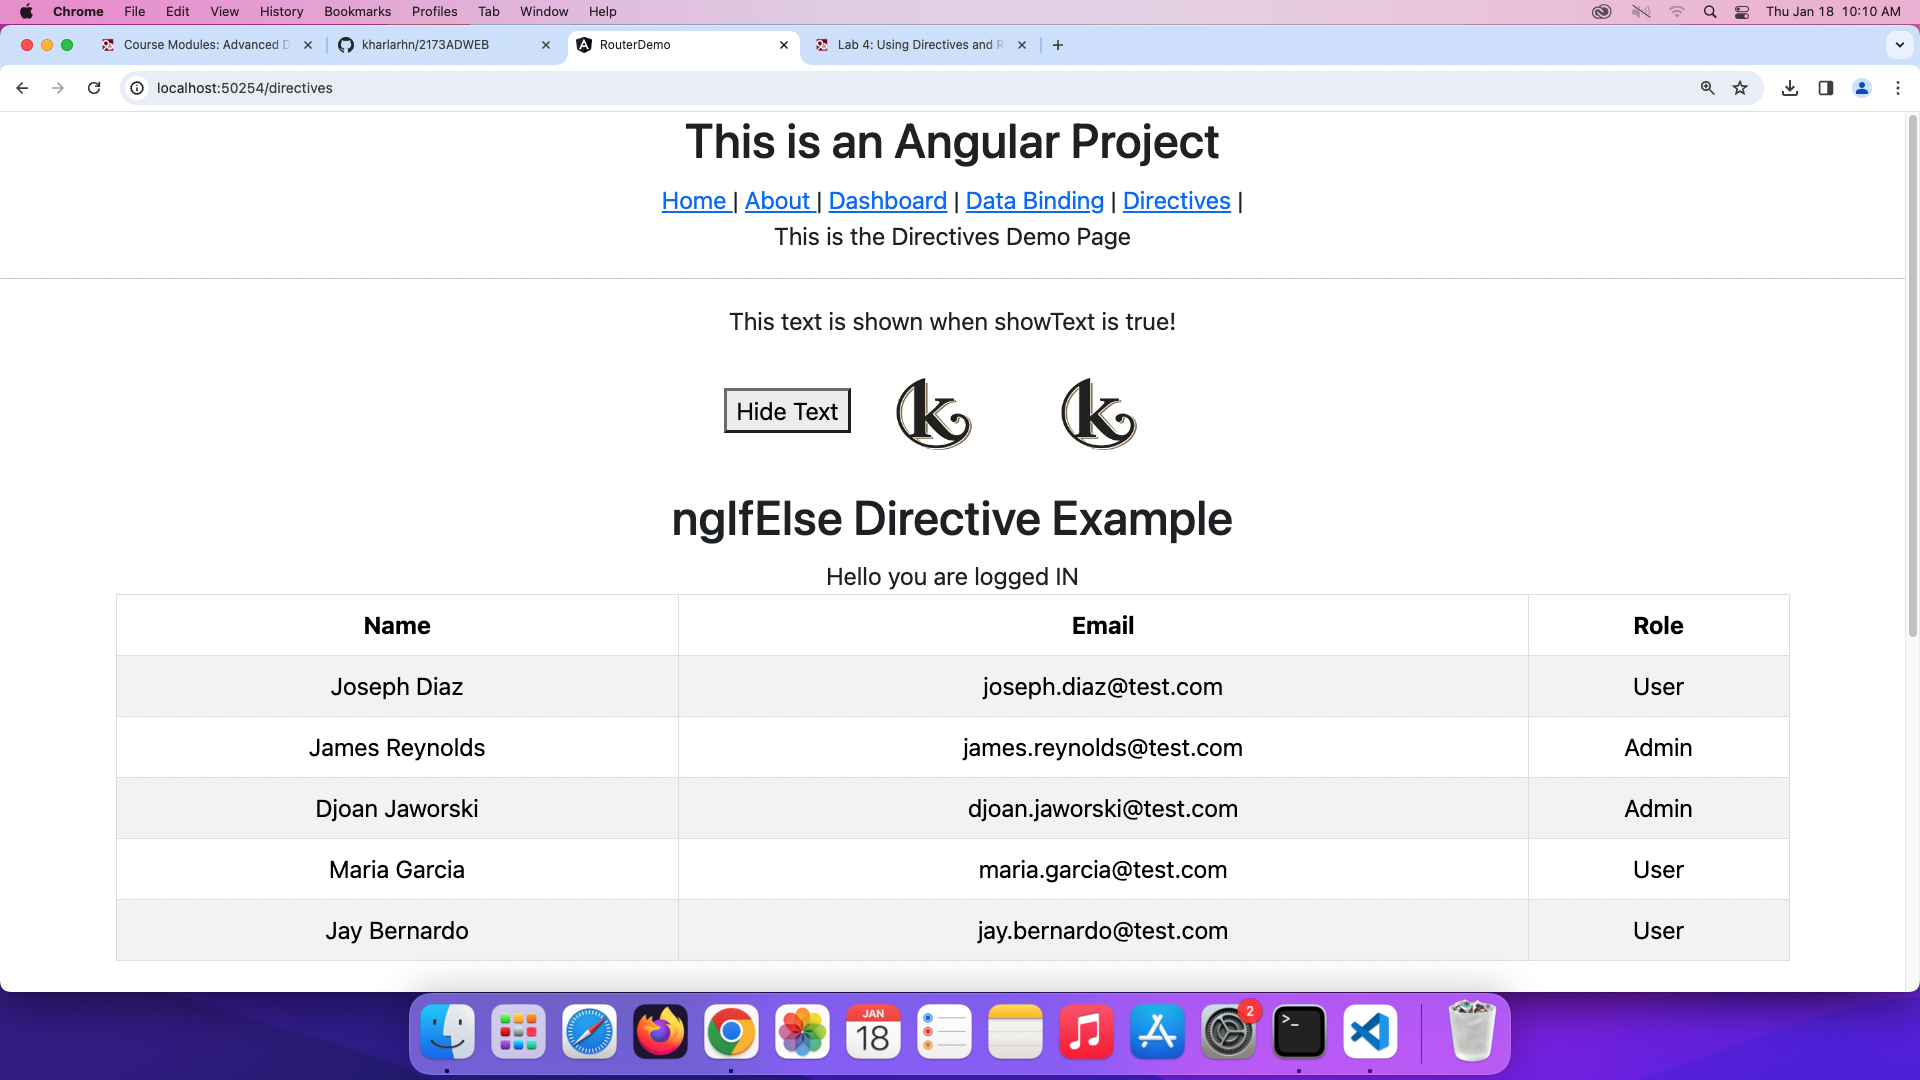 Chrome File Edit View History Bookmarks Profiles Tab Window Help Thu Jan 18 10:10 AM
Course Modules: Advanced D kharlarhn/2173ADWEB RouterDemo Lab 4: Using Directives and R
localhost:50254/directives
This is an Angular Project
Home | About | Dashboard | Data Binding | Directives |
This is the Directives Demo Page
This text is shown when showText is true!
Hide Text k k
ngIfElse Directive Example
Hello you are logged IN
Name Email Role
Joseph Diaz joseph.diaz@test.com User
James Reynolds james.reynolds@test.com Admin
Djoan Jaworski djoan.jaworski@test.com Admin
Maria Garcia maria.garcia@test.com User
Jay Bernardo jay.bernardo@test.com User
JAN 2
18 >_